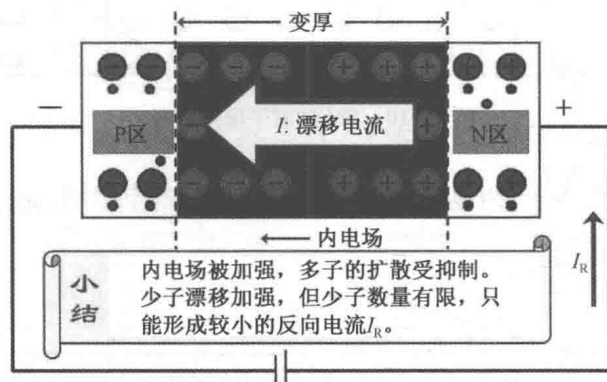 变厚
−
+
P区
I: 漂移电流
N区
内电场
I_R
小结
内电场被加强，多子的扩散受抑制。
少子漂移加强，但少子数量有限，只
能形成较小的反向电流I_R。